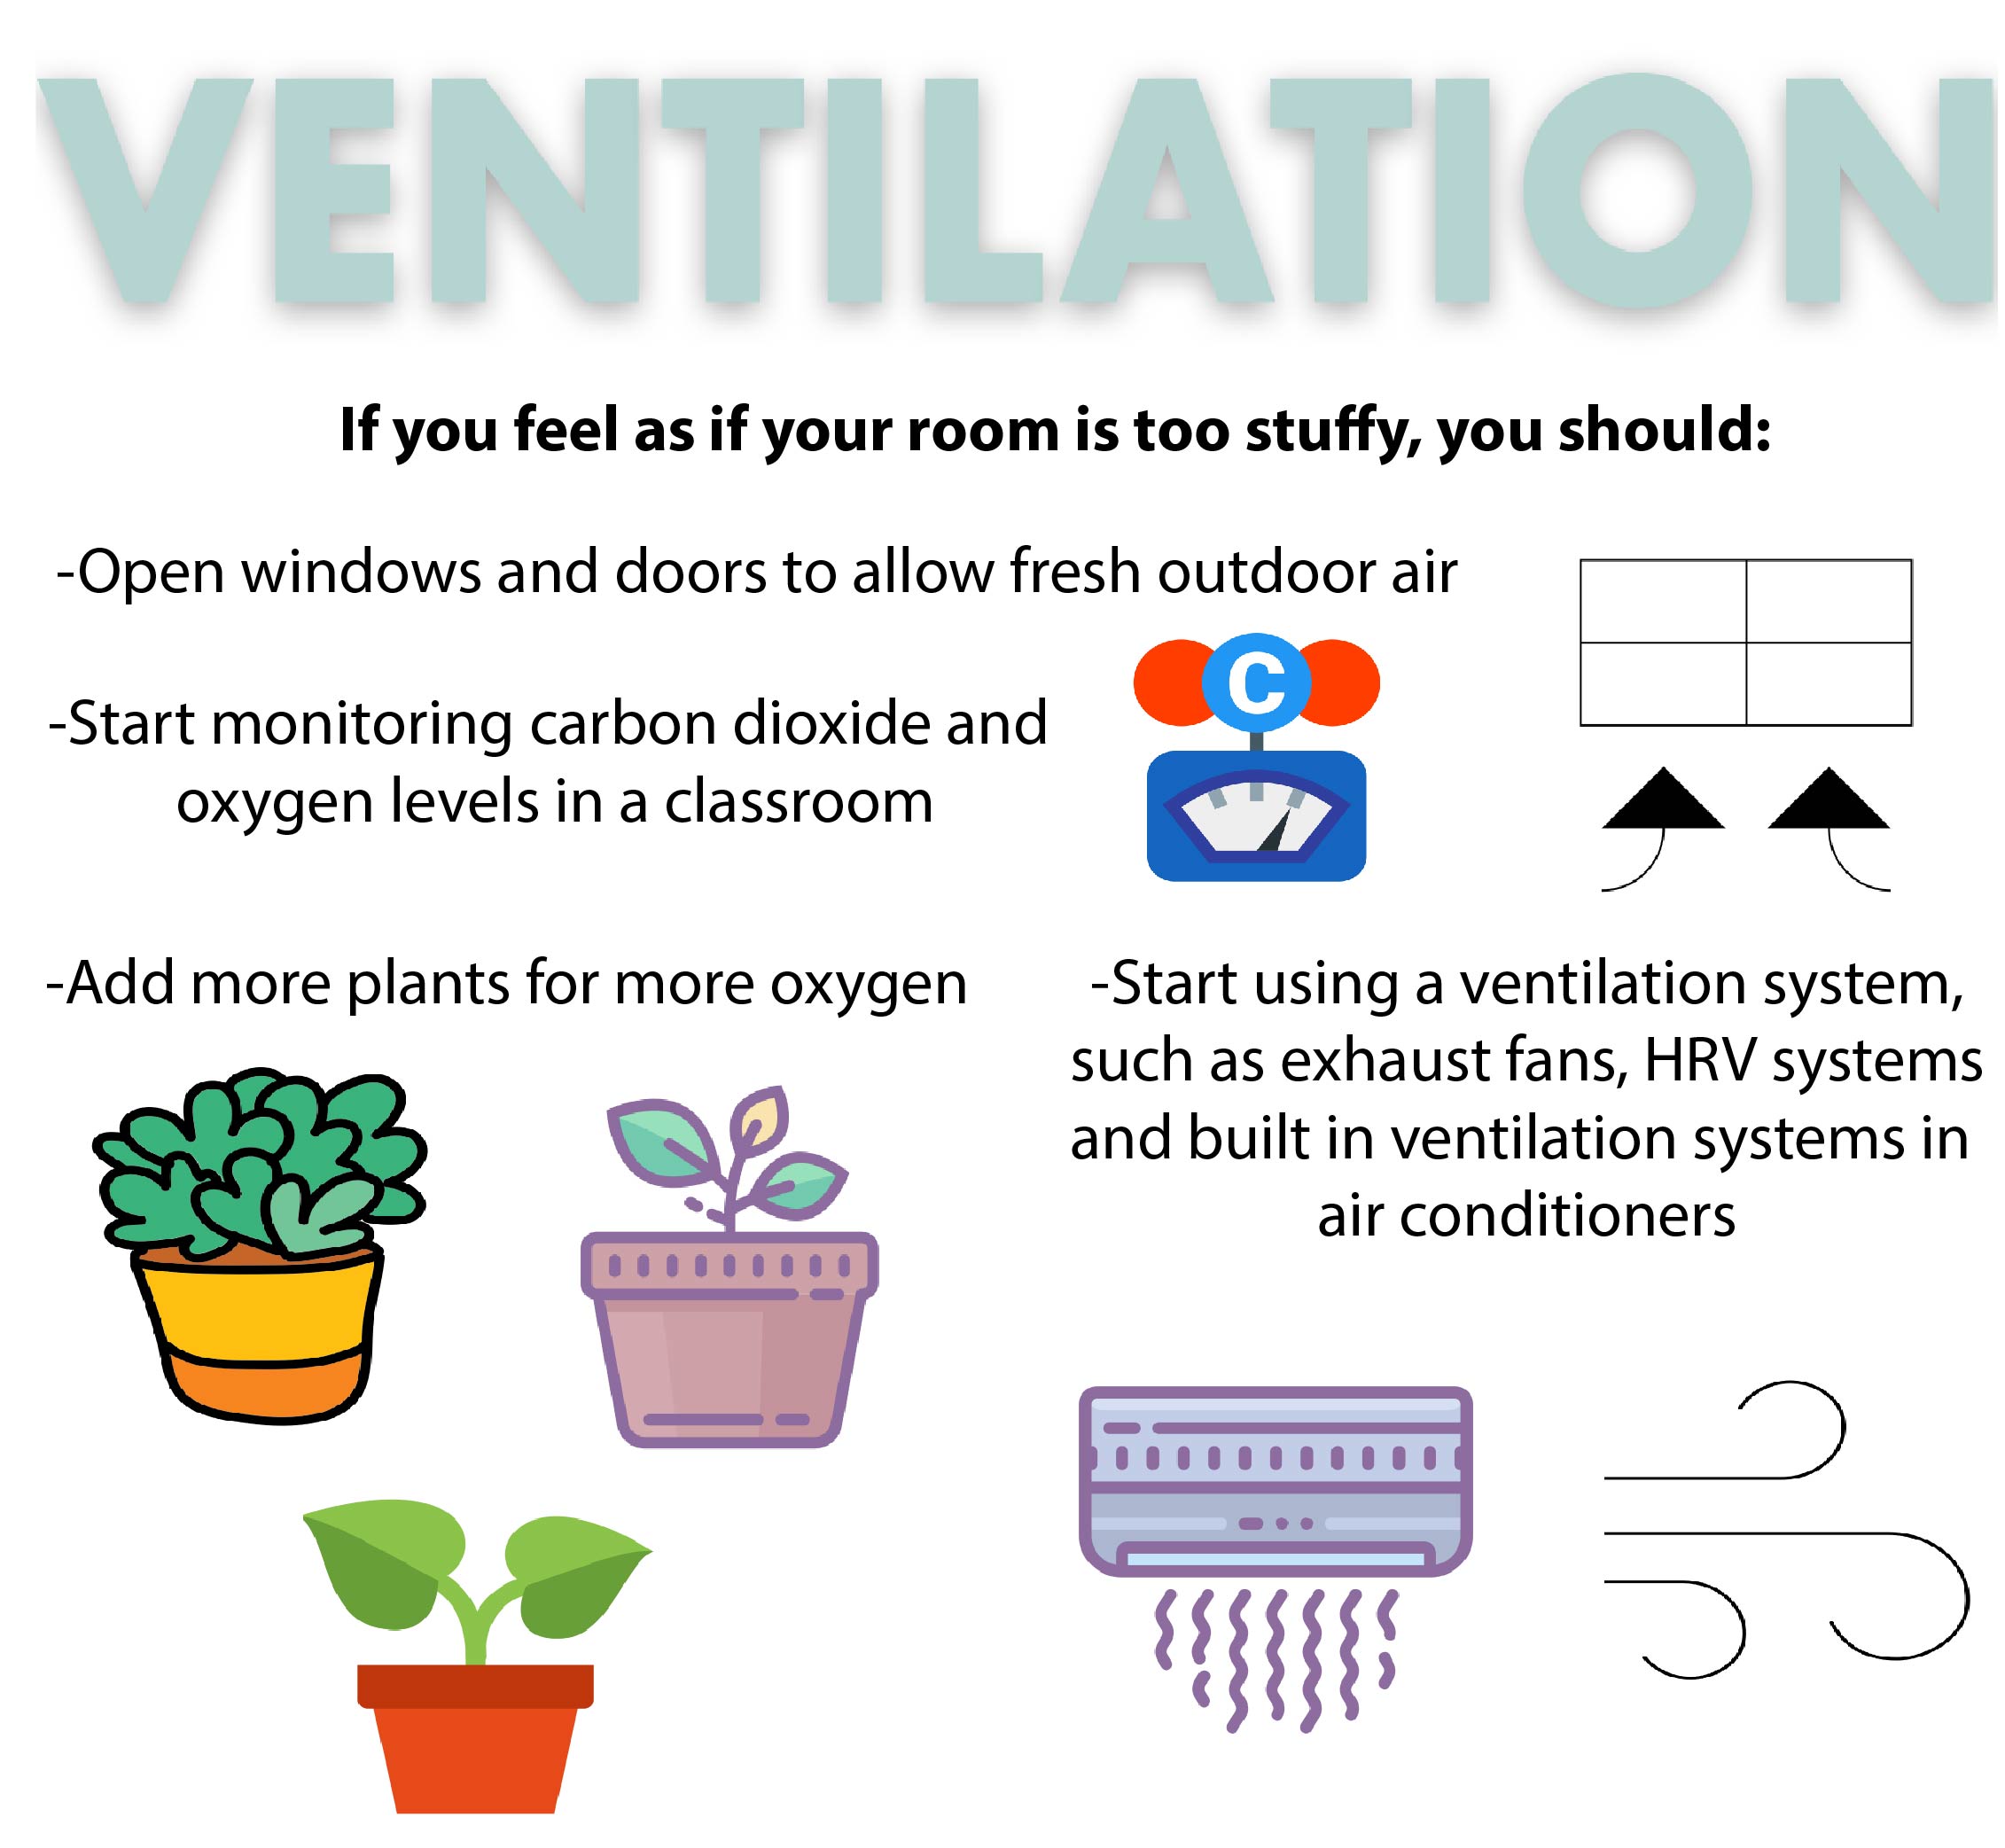 VENTILATION
If you feel as if your room is too stuffy, you should:
-Open windows and doors to allow fresh outdoor air
C
-Start monitoring carbon dioxide and
oxygen levels in a classroom
-Add more plants for more oxygen
-Start using a ventilation system,
such as exhaust fans, HRV systems
and built in ventilation systems in
air conditioners